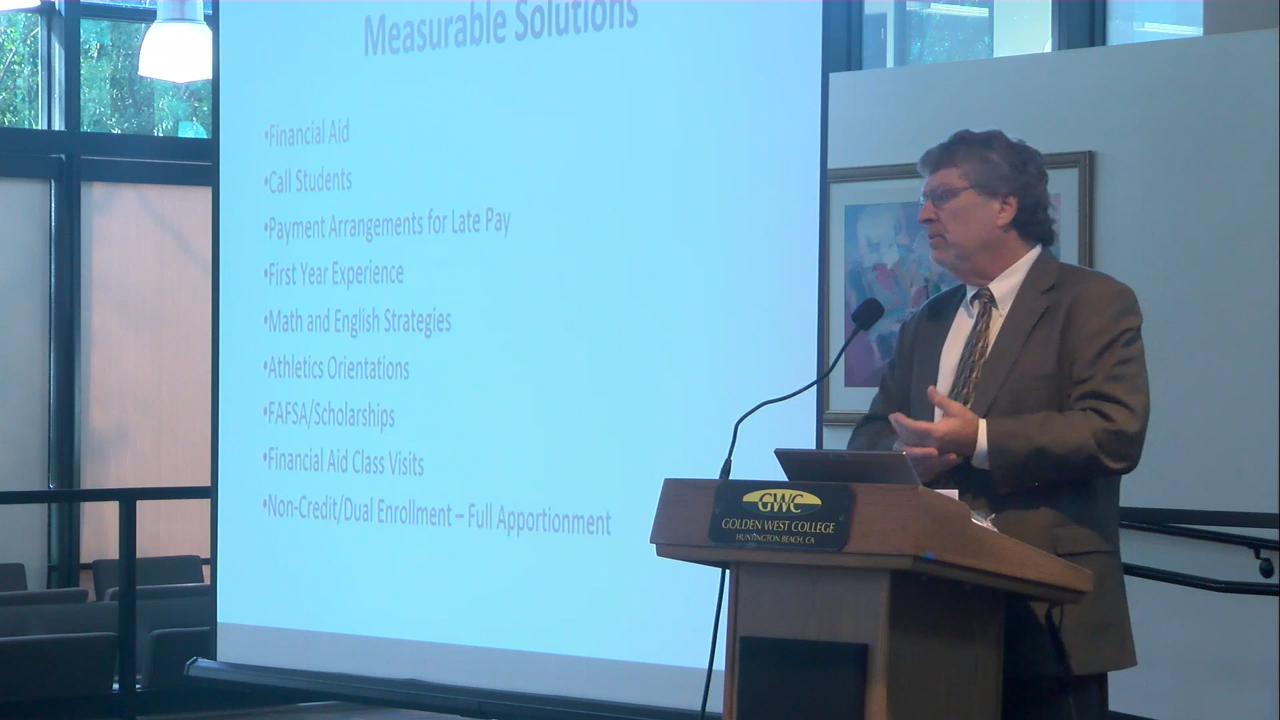 Measurable Solutions
•Financial Aid
•Call Students
•Payment Arrangements for Late Pay
•First Year Experience
•Math and English Strategies
•Athletics Orientations
•FAFSA/Scholarships
•Financial Aid Class Visits
•Non-Credit/Dual Enrollment – Full Apportionment
GWC
GOLDEN WEST COLLEGE
HUNTINGTON BEACH, CA